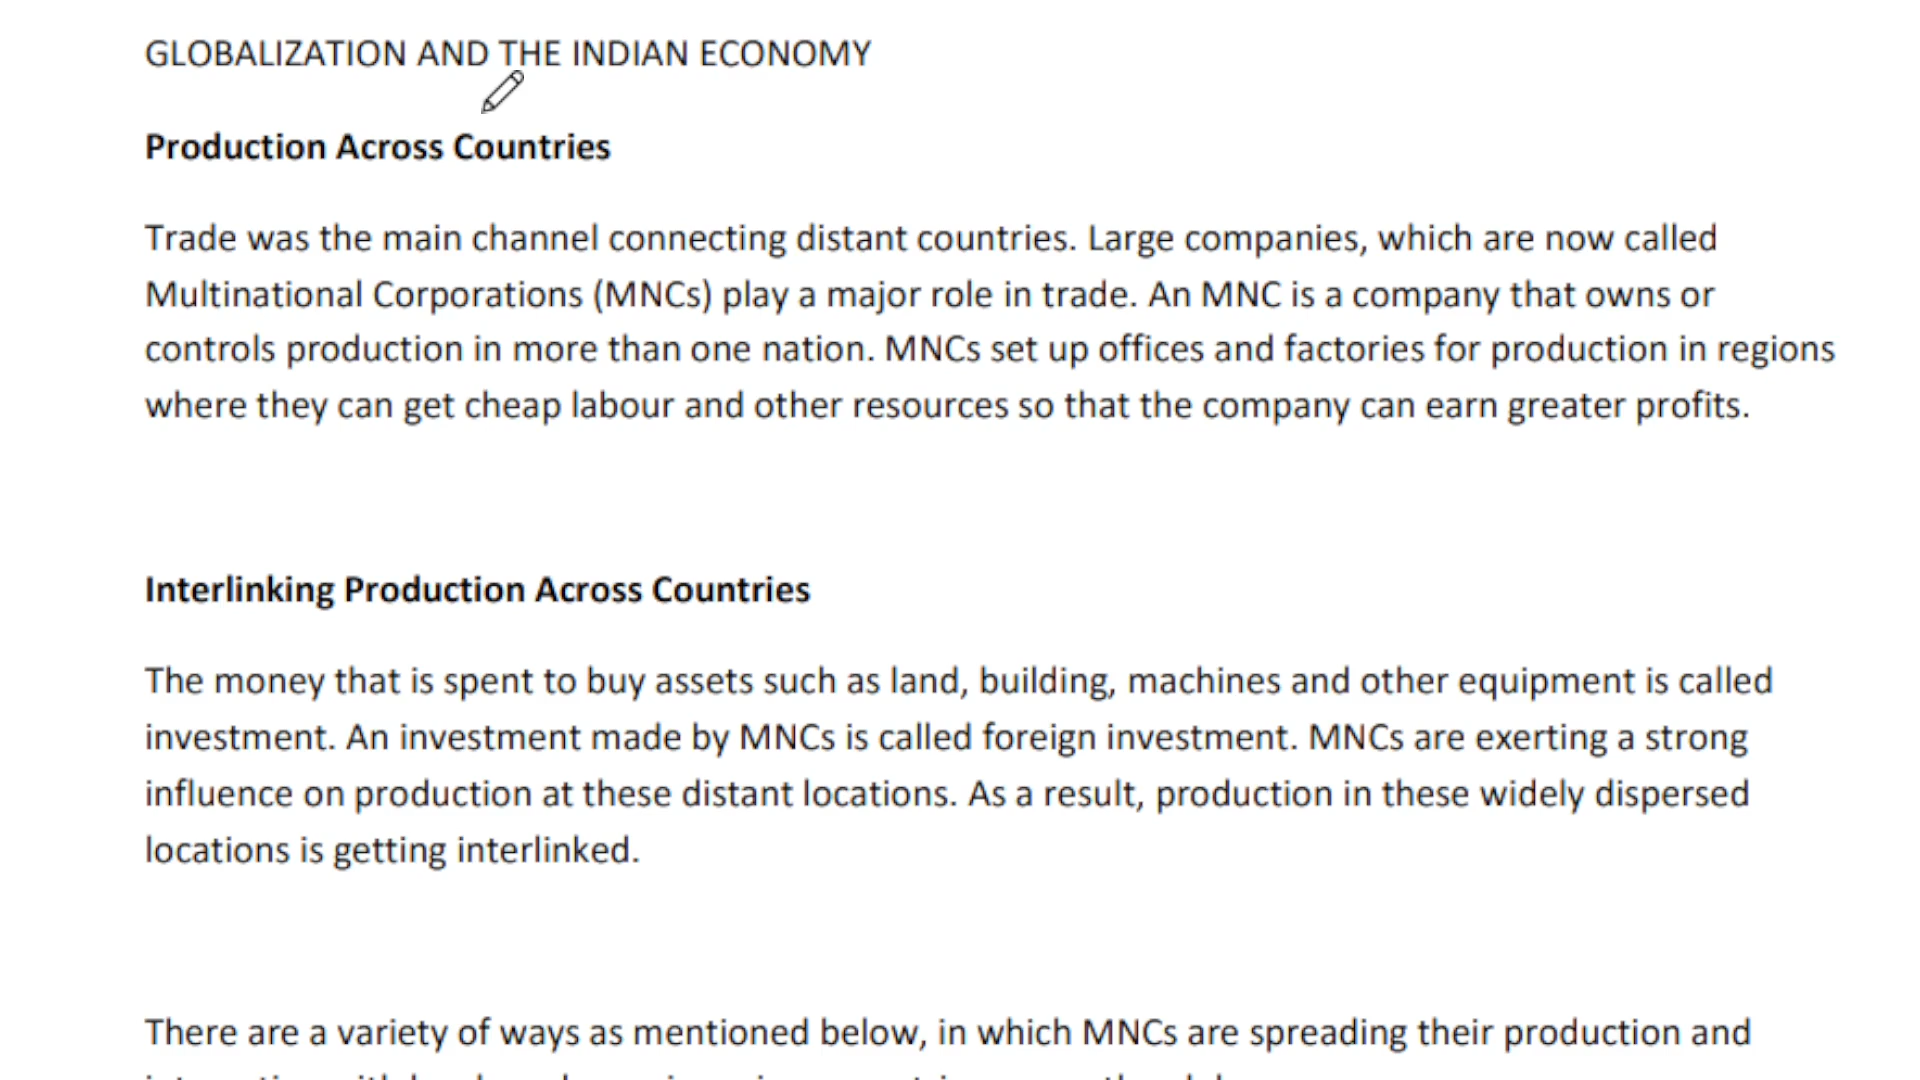 GLOBALIZATION AND THE INDIAN ECONOMY
Production Across Countries
Trade was the main channel connecting distant countries. Large companies, which are now called
Multinational Corporations (MNCs) play a major role in trade. An MNC is a company that owns or
controls production in more than one nation. MNCs set up offices and factories for production in regions
where they can get cheap labour and other resources so that the company can earn greater profits.
Interlinking Production Across Countries
The money that is spent to buy assets such as land, building, machines and other equipment is called
investment. An investment made by MNCs is called foreign investment. MNCs are exerting a strong
influence on production at these distant locations. As a result, production in these widely dispersed
locations is getting interlinked.
There are a variety of ways as mentioned below, in which MNCs are spreading their production and